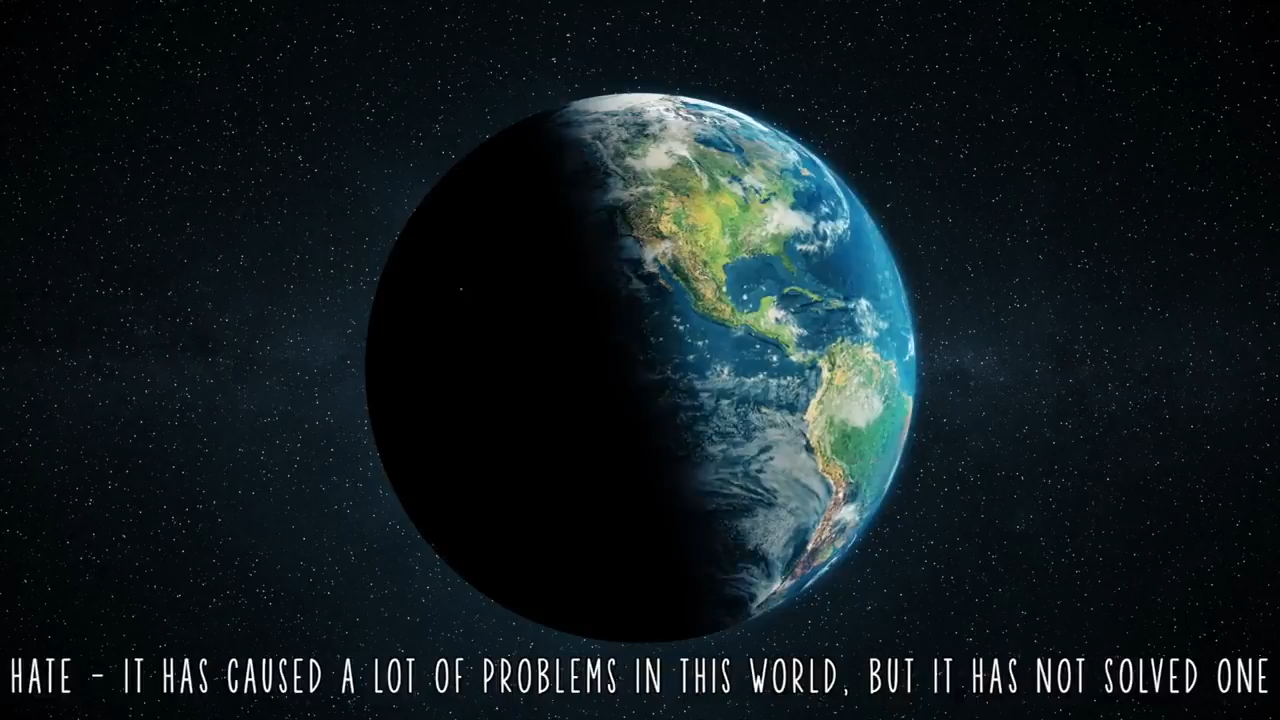 HATE - IT HAS CAUSED A LOT OF PROBLEMS IN THIS WORLD, BUT IT HAS NOT SOLVED ONE